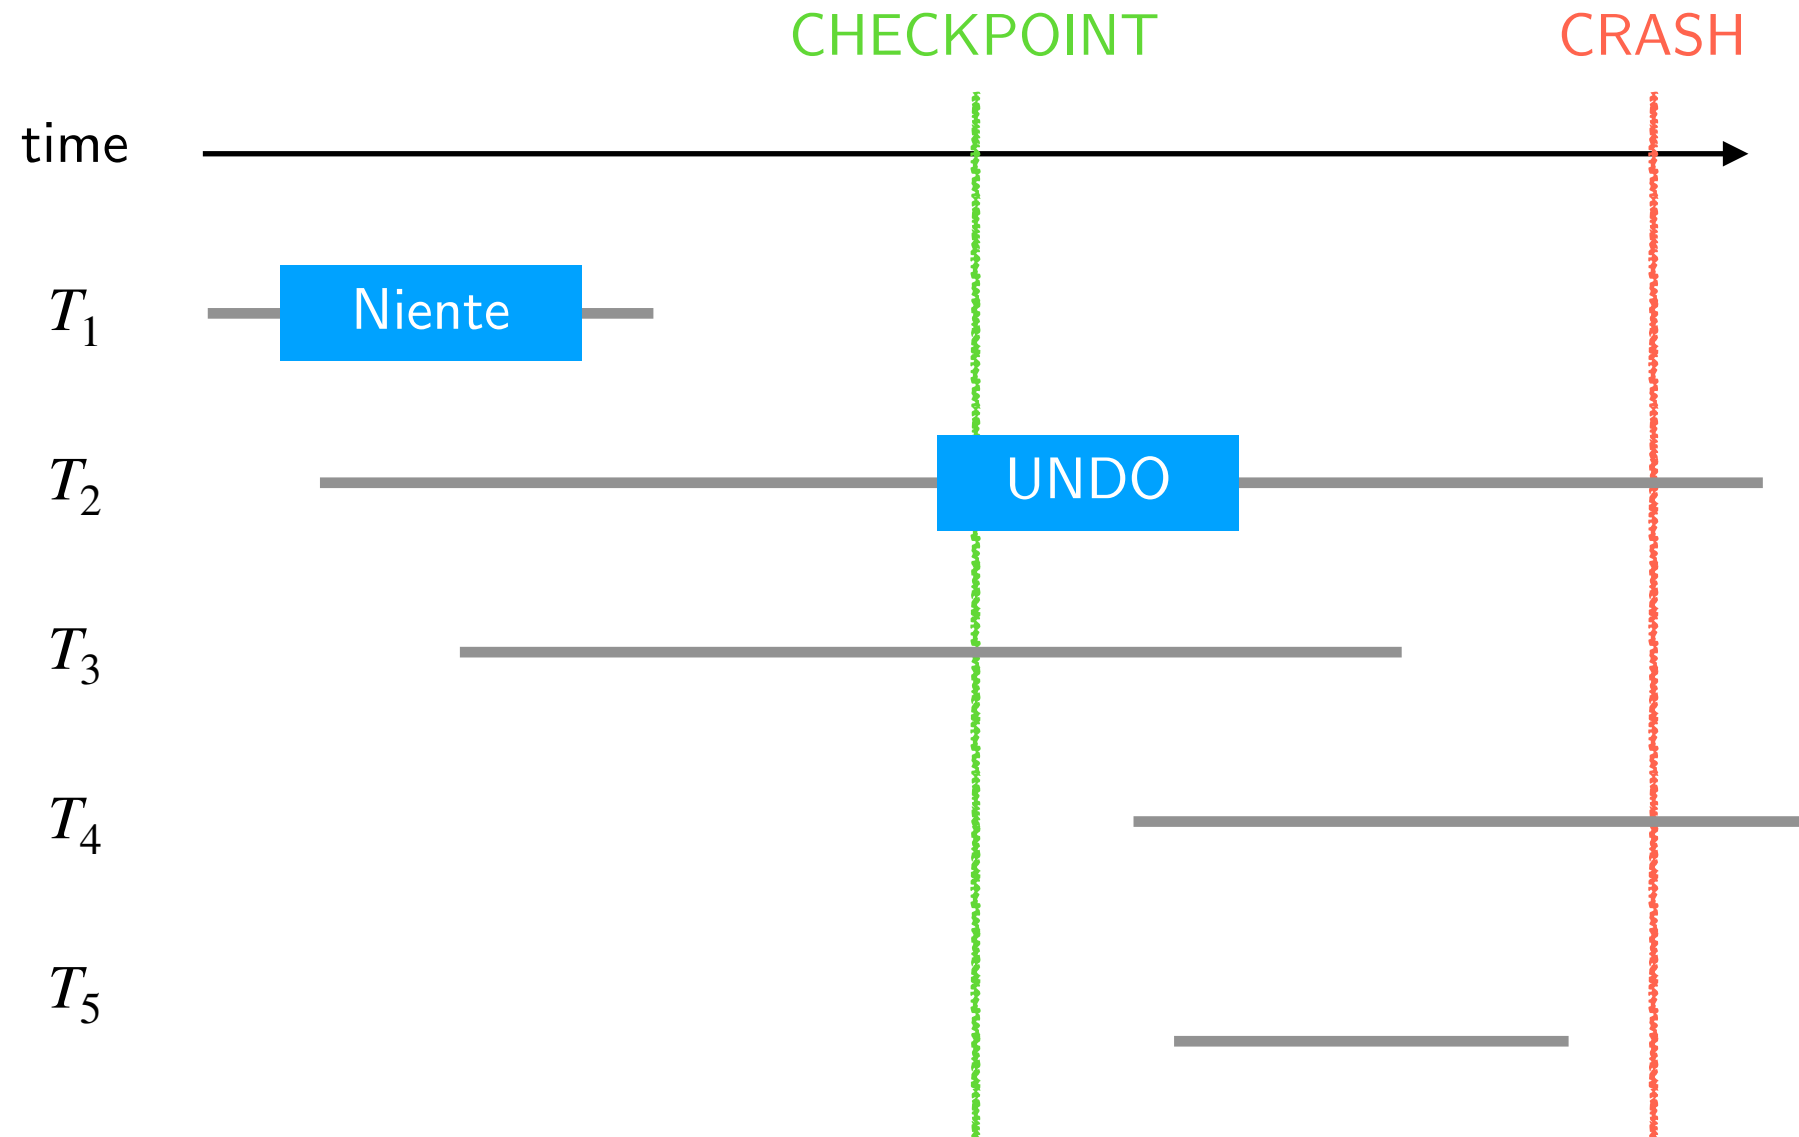 CHECKPOINT CRASH
time
T₁ Niente
T₂ UNDO
T₃
T₄
T₅